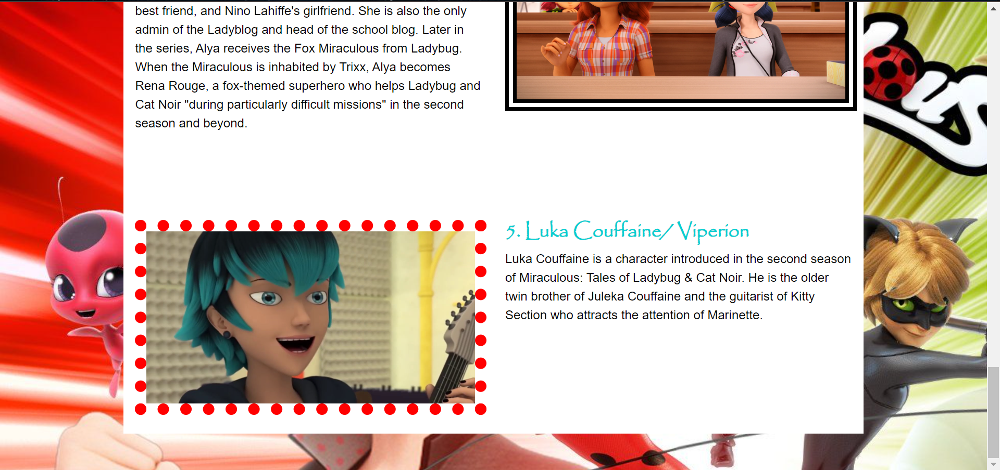 best friend, and Nino Lahiffe's girlfriend. She is also the only
admin of the Ladyblog and head of the school blog. Later in
the series, Alya receives the Fox Miraculous from Ladybug.
When the Miraculous is inhabited by Trixx, Alya becomes
Rena Rouge, a fox-themed superhero who helps Ladybug and
Cat Noir "during particularly difficult missions" in the second
season and beyond.
5. Luka Couffaine/ Viperion
Luka Couffaine is a character introduced in the second season
of Miraculous: Tales of Ladybug & Cat Noir. He is the older
twin brother of Juleka Couffaine and the guitarist of Kitty
Section who attracts the attention of Marinette.